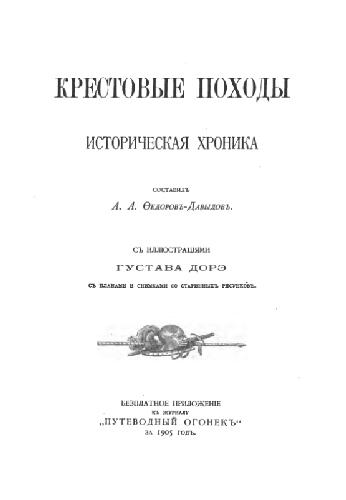 КРЕСТОВЫЕ ПОХОДЫ
ИСТОРИЧЕСКАЯ ХРОНИКА
СОСТАВИЛЪ
А. А. Ѳедоровъ-Давыдовъ.
СЪ ИЛЛЮСТРАЦІЯМИ
ГУСТАВА ДОРЭ
СЪ ПЛАНАМИ И СНИМКАМИ СО СТАРИННЫХЪ РИСУНКОВЪ.
БЕЗПЛАТНОЕ ПРИЛОЖЕНІЕ
КЪ ЖУРНАЛУ
„ПУТЕВОДНЫЙ ОГОНЕКЪ“
ЗА 1905 ГОДЪ.